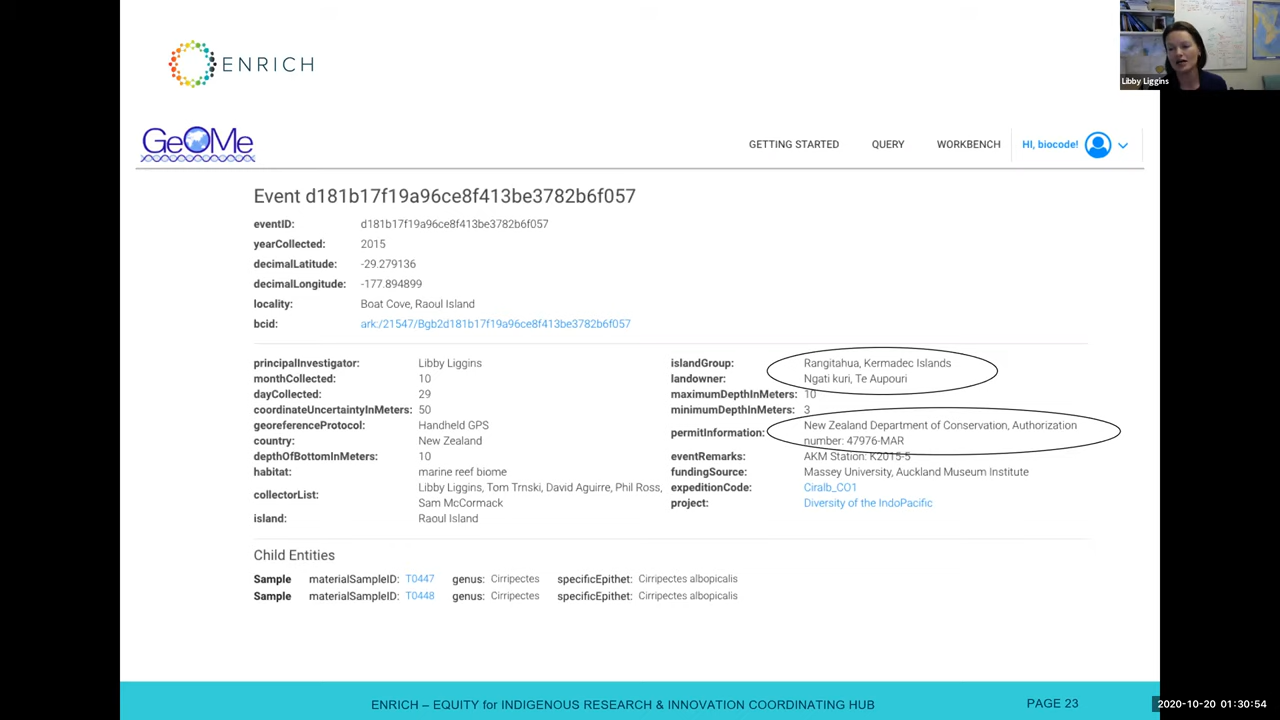 ENRICH
Libby Liggins
GeOMe
GETTING STARTED QUERY WORKBENCH HI, biocode!
Event d181b17f19a96ce8f413be3782b6f057
eventID: d181b17f19a96ce8f413be3782b6f057
yearCollected: 2015
decimalLatitude: -29.279136
decimalLongitude: -177.894899
locality: Boat Cove, Raoul Island
bcid: ark:/21547/Bgb2d181b17f19a96ce8f413be3782b6f057
principalInvestigator: Libby Liggins
monthCollected: 10
dayCollected: 29
coordinateUncertaintyInMeters: 50
georeferenceProtocol: Handheld GPS
country: New Zealand
depthOfBottomInMeters: 10
habitat: marine reef biome
collectorList: Libby Liggins, Tom Trnski, David Aguirre, Phil Ross,
Sam McCormack
island: Raoul Island
islandGroup: Rangitahua, Kermadec Islands
landowner: Ngati kuri, Te Aupouri
maximumDepthInMeters: 10
minimumDepthInMeters: 3
permitInformation: New Zealand Department of Conservation, Authorization
number: 47976-MAR
eventRemarks: AKM Station: K2015-5
fundingSource: Massey University, Auckland Museum Institute
expeditionCode: Ciralb_CO1
project: Diversity of the IndoPacific
Child Entities
Sample materialSampleID: T0447 genus: Cirripectes specificEpithet: Cirripectes albopicalis
Sample materialSampleID: T0448 genus: Cirripectes specificEpithet: Cirripectes albopicalis
ENRICH – EQUITY for INDIGENOUS RESEARCH & INNOVATION COORDINATING HUB
PAGE 23
2020-10-20 01:30:54